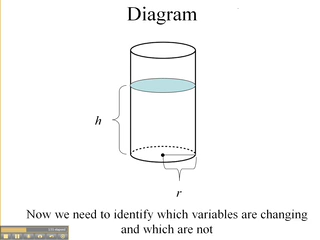 Diagram
h
r
Now we need to identify which variables are changing
and which are not